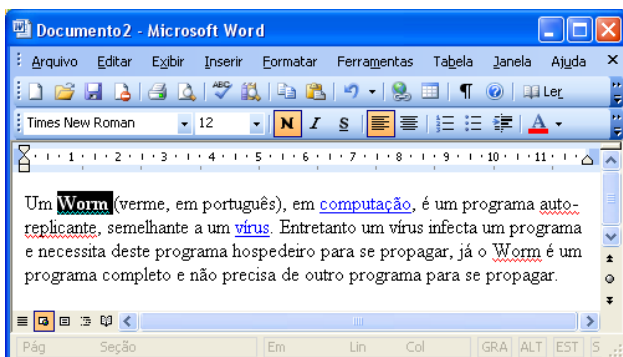 Documento2 - Microsoft Word
Arquivo Editar Exibir Inserir Formatar Ferramentas Tabela Janela Ajuda
ABC ¶ Ler
Times New Roman 12 N I S A
1 2 3 4 5 6 7 8 9 10 11
Um Worm (verme, em português), em computação, é um programa auto-
replicante, semelhante a um vírus. Entretanto um vírus infecta um programa
e necessita deste programa hospedeiro para se propagar, já o Worm é um
programa completo e não precisa de outro programa para se propagar.
Pág Seção Em Lin Col GRA ALT EST S